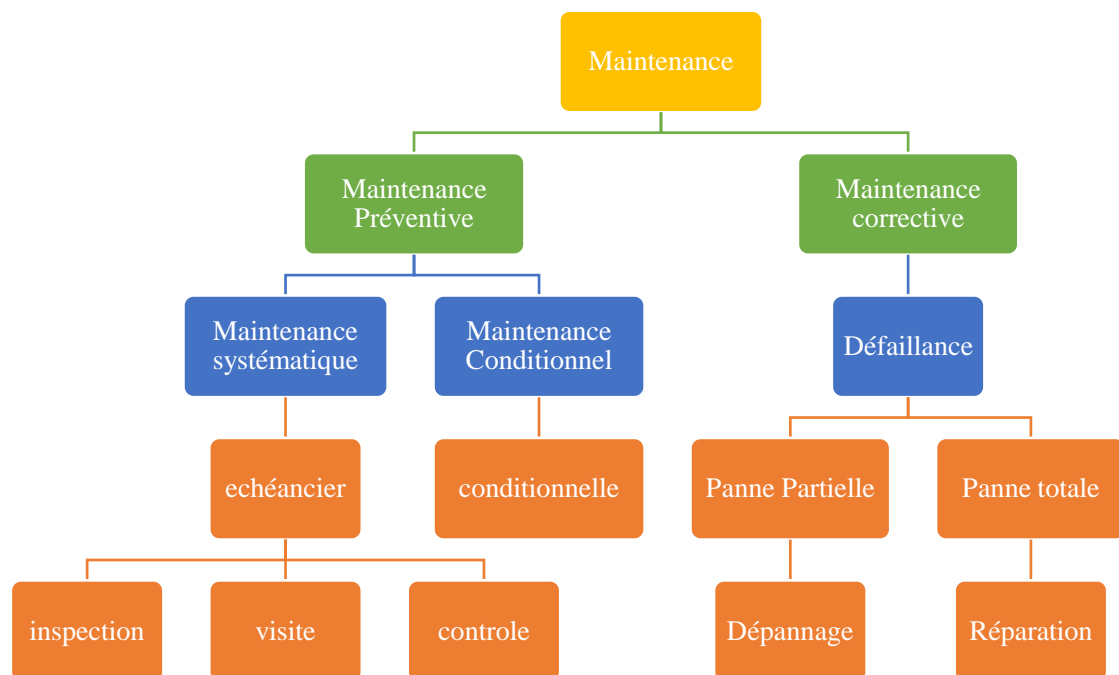 Maintenance
Maintenance
Préventive
Maintenance
corrective
Maintenance
systématique
Maintenance
Conditionnel
Défaillance
echéancier
conditionnelle
Panne Partielle
Panne totale
inspection
visite
controle
Dépannage
Réparation